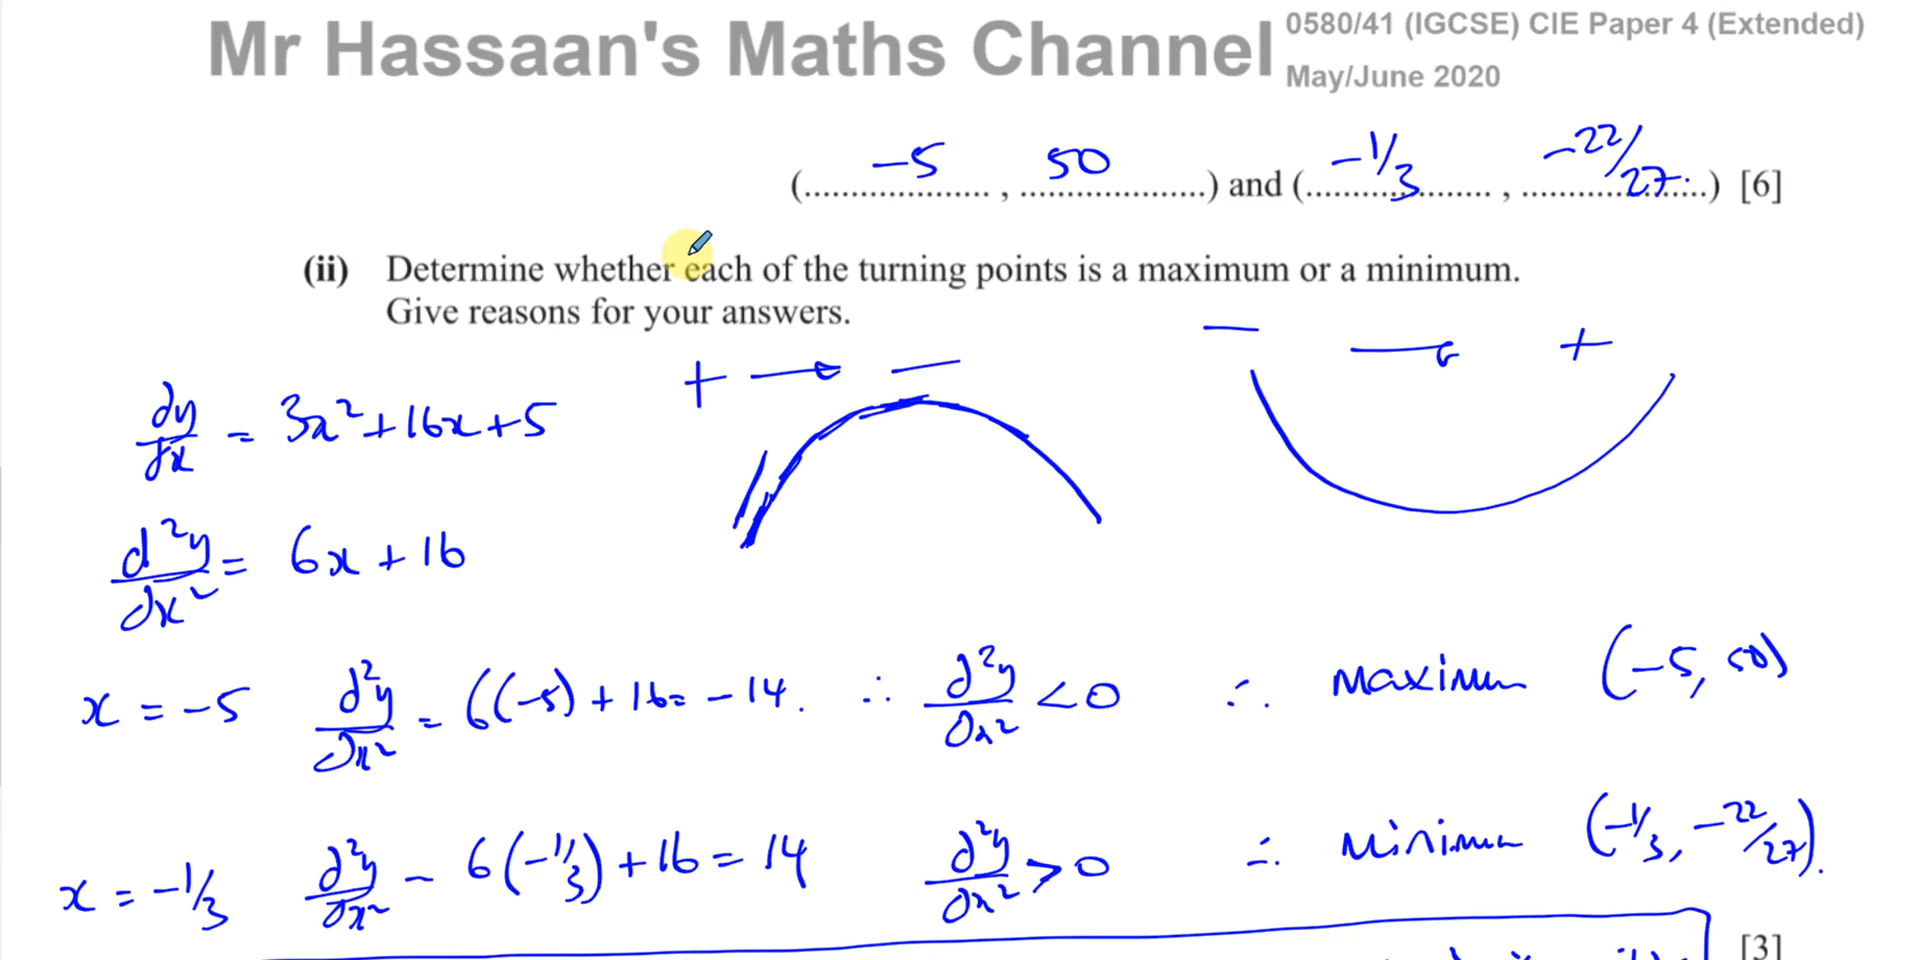 Mr Hassaan's Maths Channel
0580/41 (IGCSE) CIE Paper 4 (Extended)
May/June 2020
(..... -5 ..... , ..... 50 .....) and (..... -1/3 ..... , ..... -22/27 .....) [6]
(ii) Determine whether each of the turning points is a maximum or a minimum.
Give reasons for your answers.
+ → −
− → +
dy/dx = 3x²+16x+5
d²y/dx² = 6x + 16
x = -5 d²y/dx² = 6(-5) + 16 = -14. ∴ d²y/dx² < 0 ∴ Maximum (-5, 50)
x = -1/3 d²y/dx² − 6(-1/3) + 16 = 14 d²y/dx² > 0 ∴ Minimum (-1/3, -22/27).
[3]